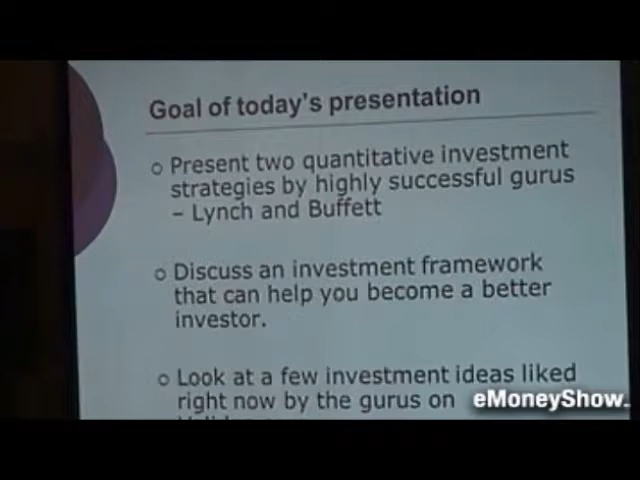 Goal of today's presentation
o Present two quantitative investment
strategies by highly successful gurus
– Lynch and Buffett
o Discuss an investment framework
that can help you become a better
investor.
o Look at a few investment ideas liked
right now by the gurus on
eMoneyShow.